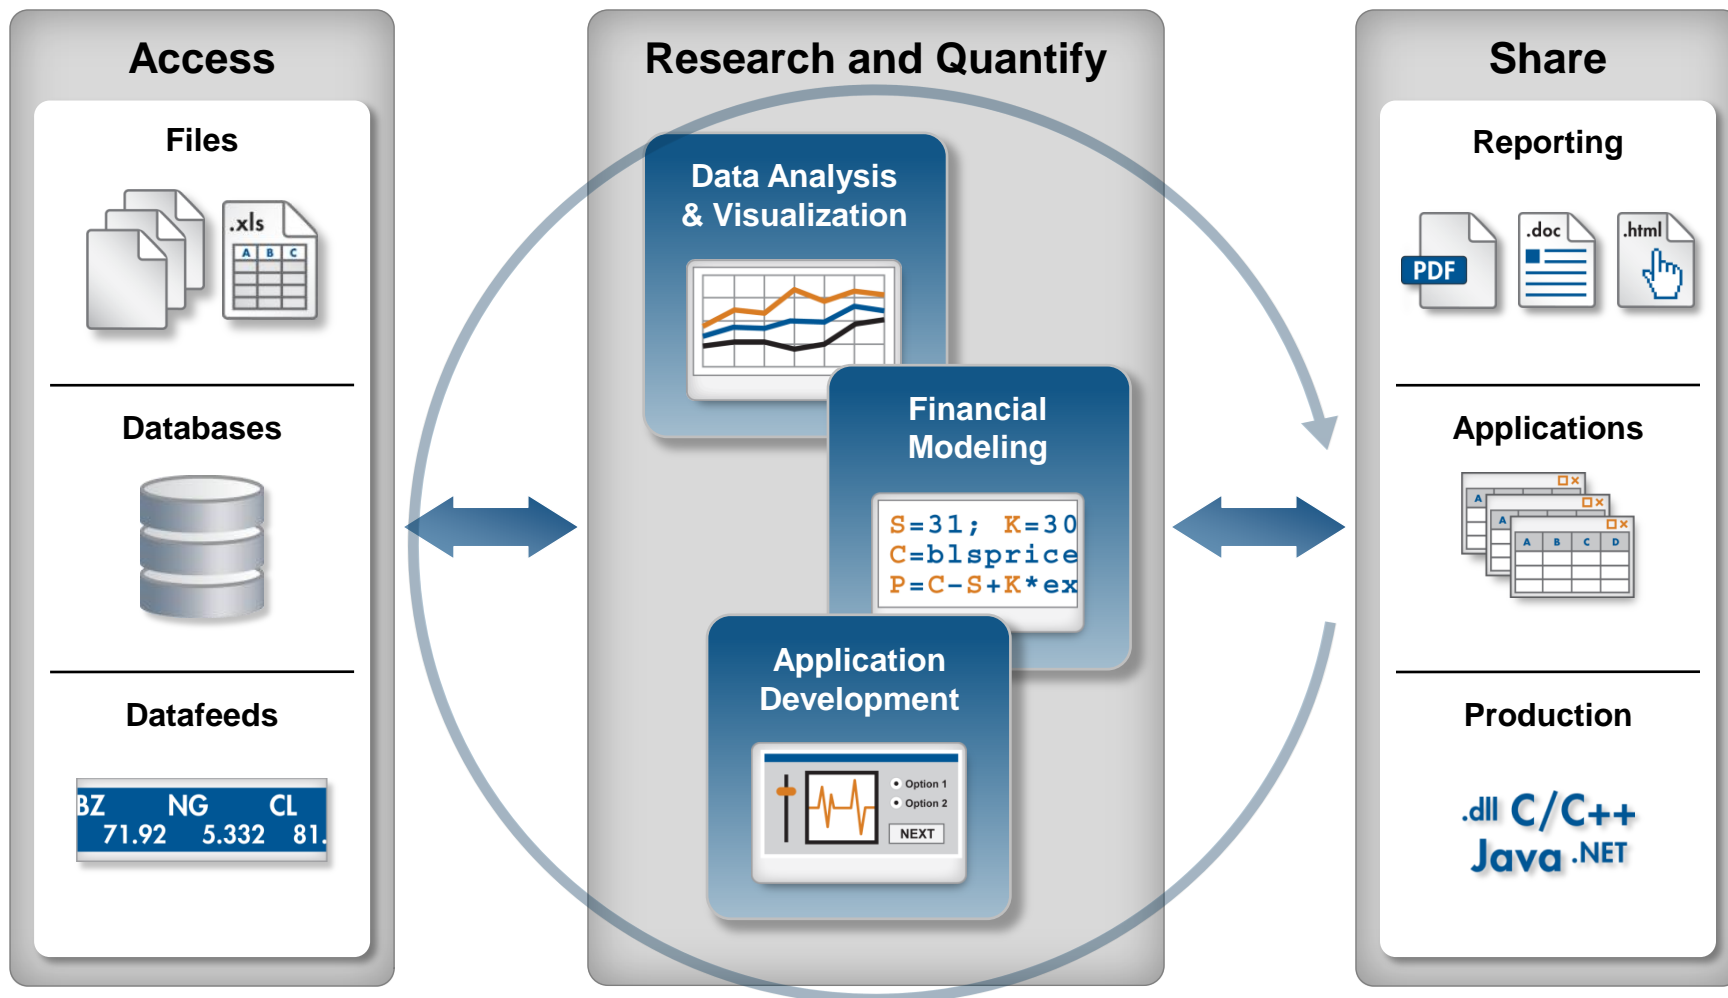 Access
Files
.xls
A B C
Databases
Datafeeds
BZ NG CL
71.92 5.332 81.
Research and Quantify
Data Analysis
& Visualization
Financial
Modeling
S=31; K=30
C=blsprice
P=C-S+K*ex
Application
Development
Option 1
Option 2
NEXT
Share
Reporting
PDF
.doc
.html
Applications
A
A
A B C D
Production
.dll C/C++
Java .NET